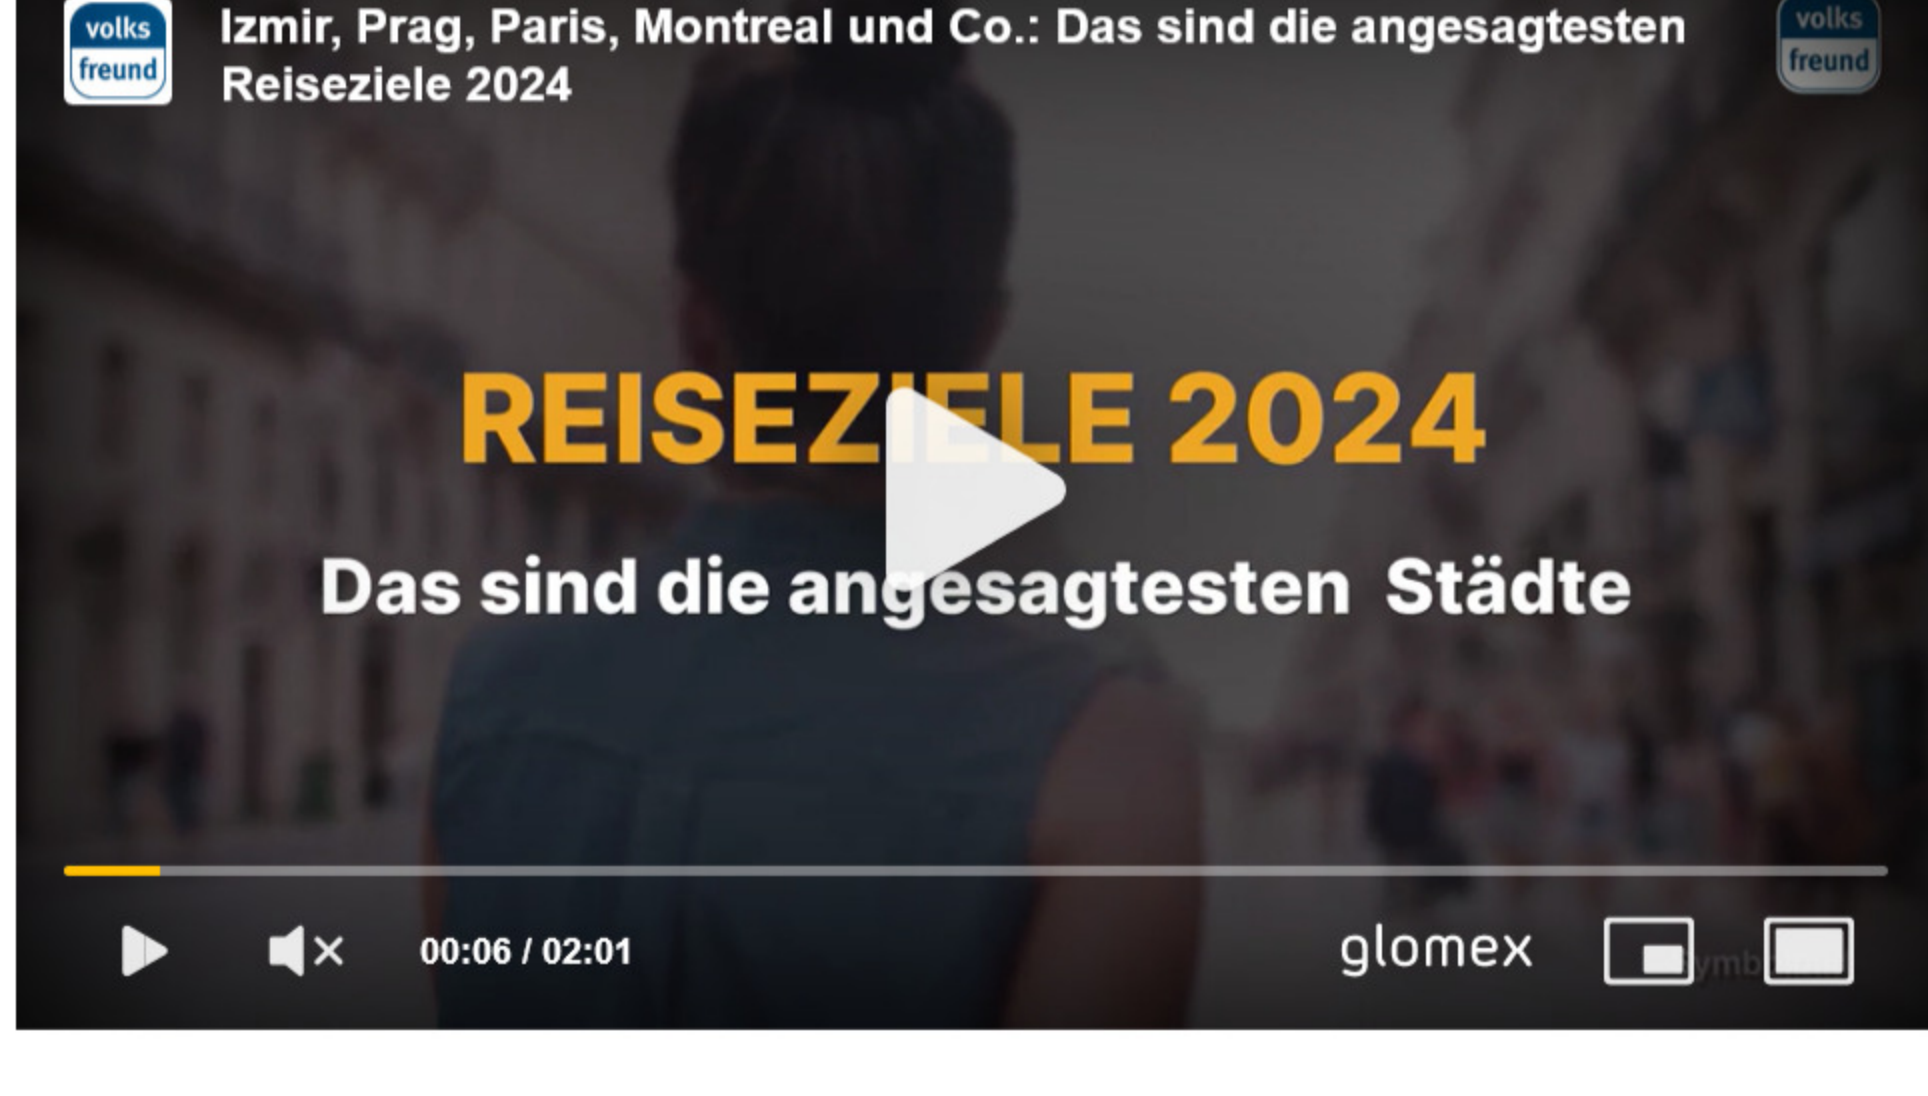 volks
freund
Izmir, Prag, Paris, Montreal und Co.: Das sind die angesagtesten
Reiseziele 2024
volks
freund
REISEZIELE 2024
Das sind die angesagtesten Städte
00:06 / 02:01
glomex